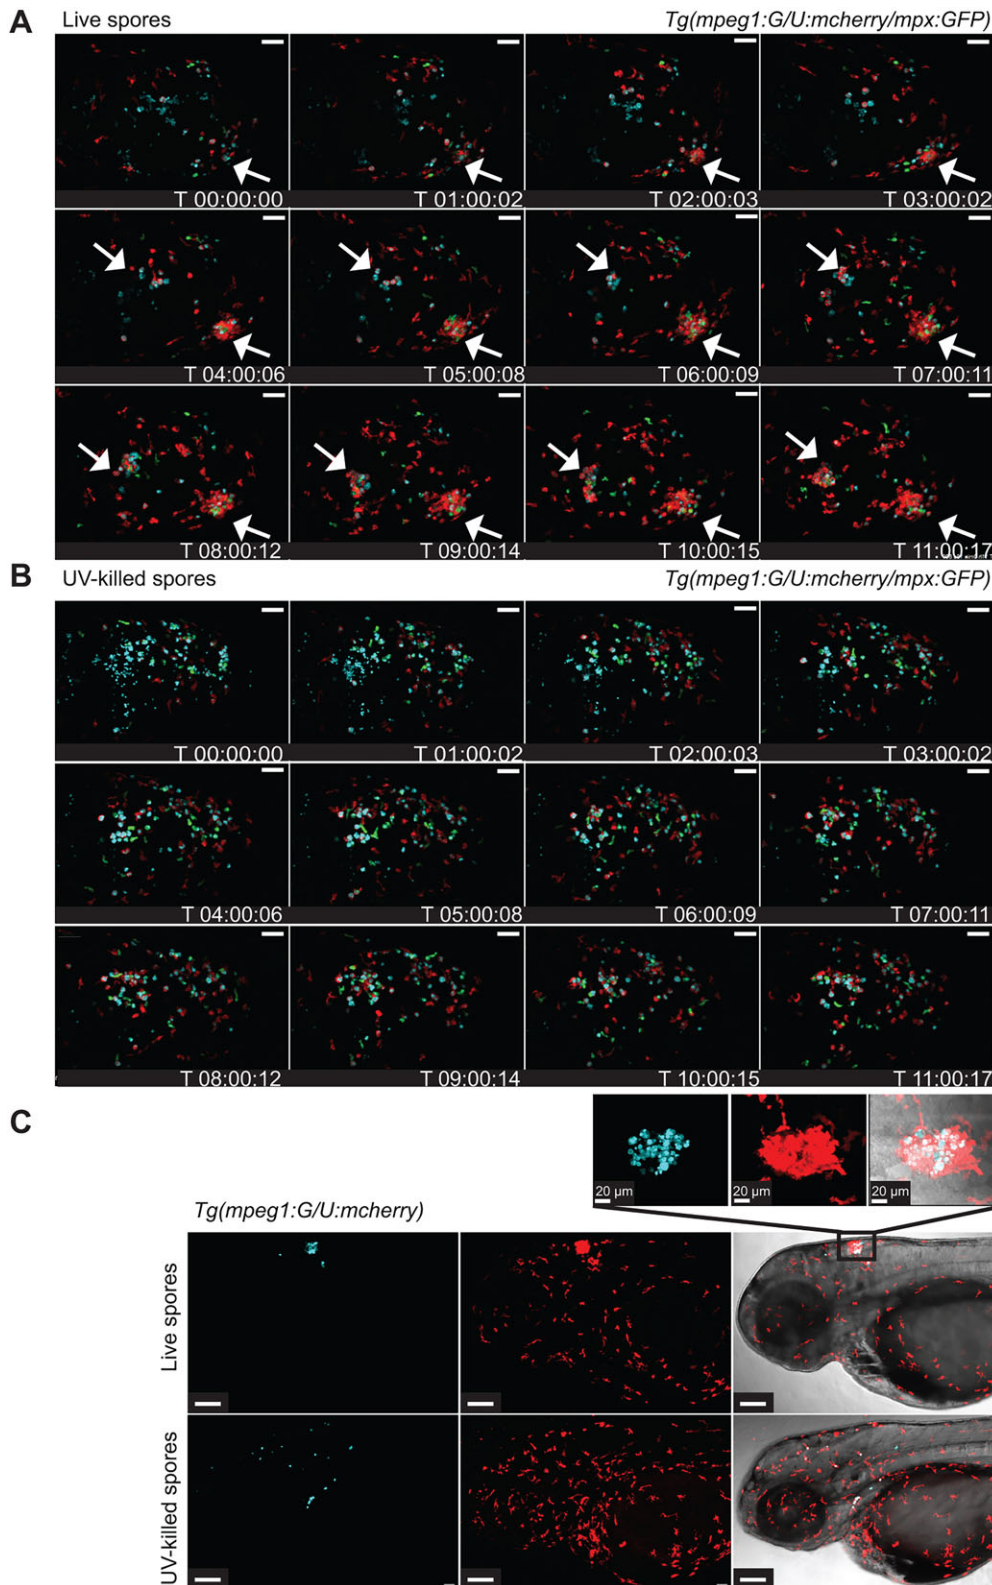 A Live spores Tg(mpeg1:G/U:mcherry/mpx:GFP)
T 00:00:00 T 01:00:02 T 02:00:03 T 03:00:02
T 04:00:06 T 05:00:08 T 06:00:09 T 07:00:11
T 08:00:12 T 09:00:14 T 10:00:15 T 11:00:17
B UV-killed spores Tg(mpeg1:G/U:mcherry/mpx:GFP)
T 00:00:00 T 01:00:02 T 02:00:03 T 03:00:02
T 04:00:06 T 05:00:08 T 06:00:09 T 07:00:11
T 08:00:12 T 09:00:14 T 10:00:15 T 11:00:17
C
20 µm 20 µm 20 µm
Tg(mpeg1:G/U:mcherry)
Live spores
UV-killed spores